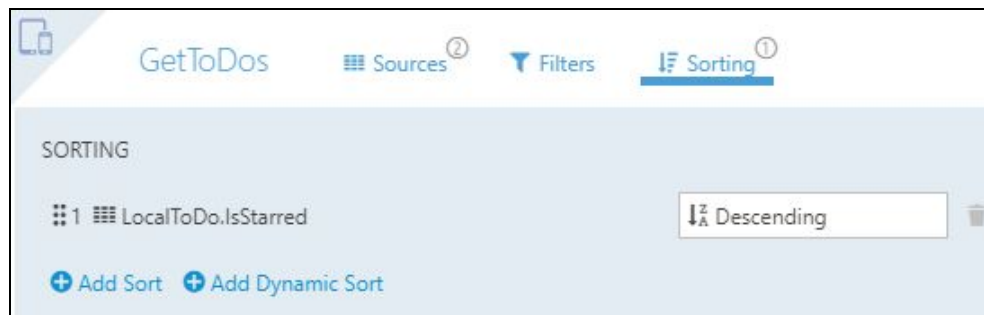 GetToDos Sources 2 Filters Sorting 1
SORTING
1 LocalToDo.IsStarred Descending
Add Sort Add Dynamic Sort